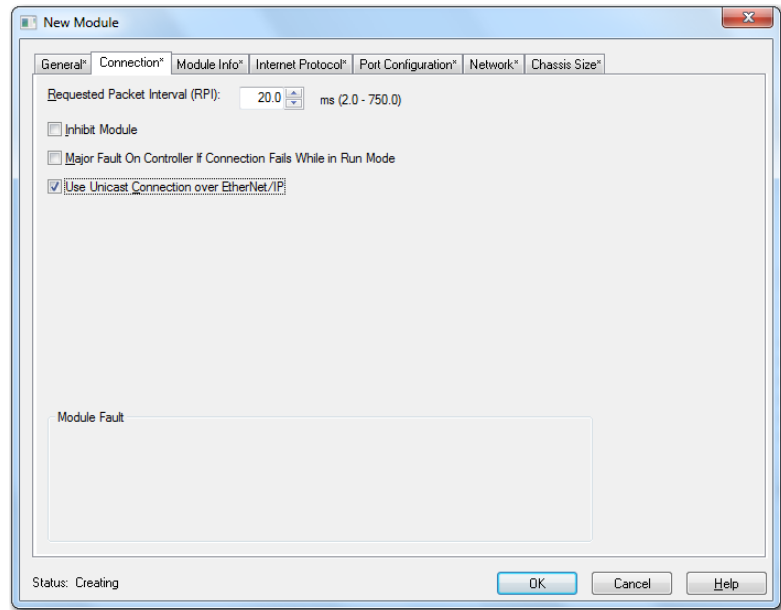 New Module
General* Connection* Module Info* Internet Protocol* Port Configuration* Network* Chassis Size*
Requested Packet Interval (RPI): 20.0 ms (2.0 - 750.0)
Inhibit Module
Major Fault On Controller If Connection Fails While in Run Mode
Use Unicast Connection over EtherNet/IP
Module Fault
Status: Creating OK Cancel Help